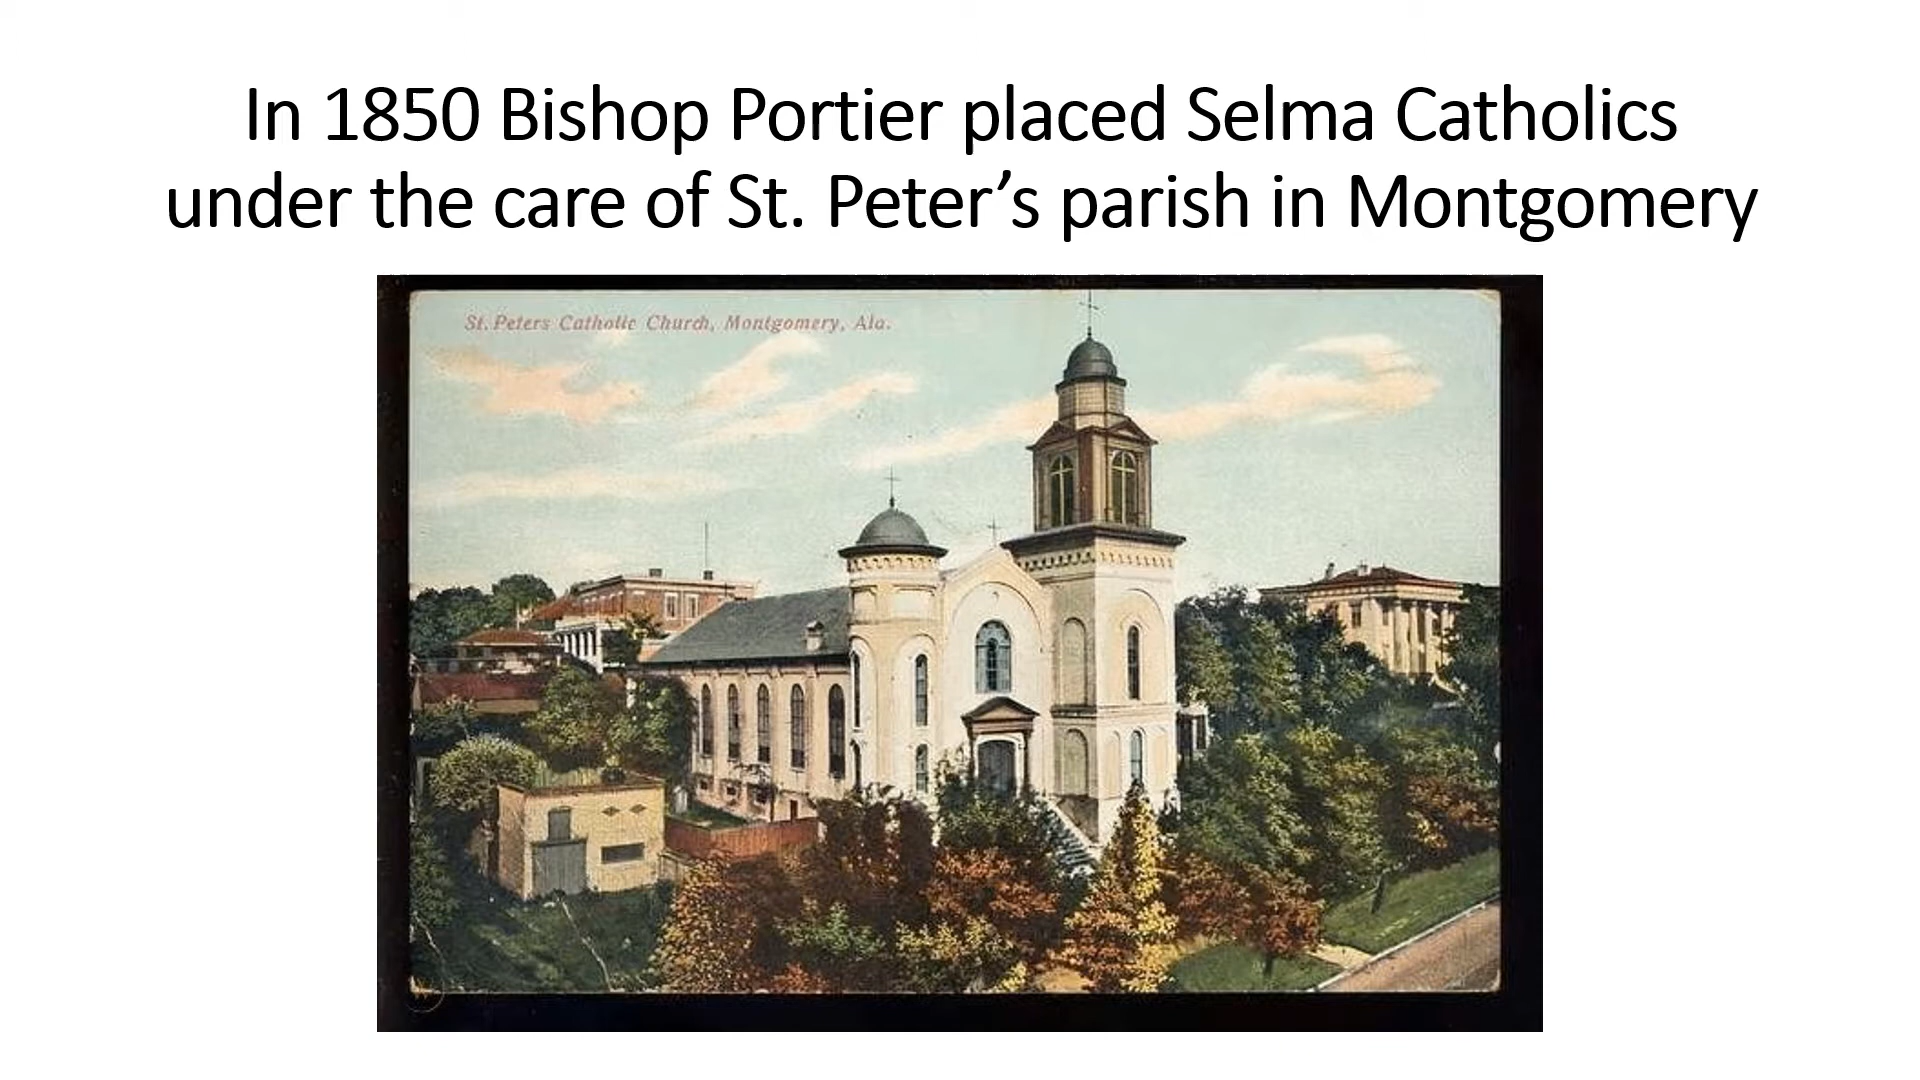 In 1850 Bishop Portier placed Selma Catholics
under the care of St. Peter’s parish in Montgomery
St. Peters Catholic Church, Montgomery, Ala.